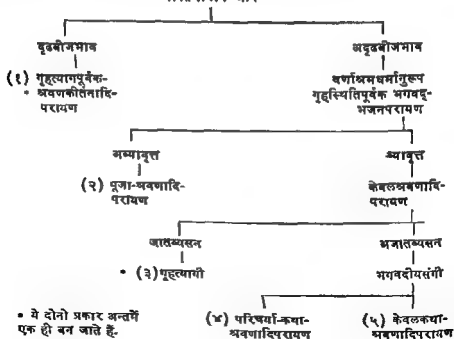 दृढबीजभाव अदृढबीजभाव
(१) गृहत्यागपूर्वक- वर्णाश्रमधर्मानुरूप
• श्रवणकीर्तनादि- गृहस्थितिपूर्वक भगवद्-
परायण भजनपरायण
अव्यावृत्त व्यावृत्त
(२) पूजा-श्रवणादि- केवलश्रवणादि-
परायण परायण
जातव्यसन अजातव्यसन
• (३) गृहत्यागी भगवदीयसंगी
• ये दोनो प्रकार अन्तमें (४) परिचर्या-कथा- (५) केवलकथा-
एक ही बन जाते हैं. श्रवणादिपरायण श्रवणादिपरायण